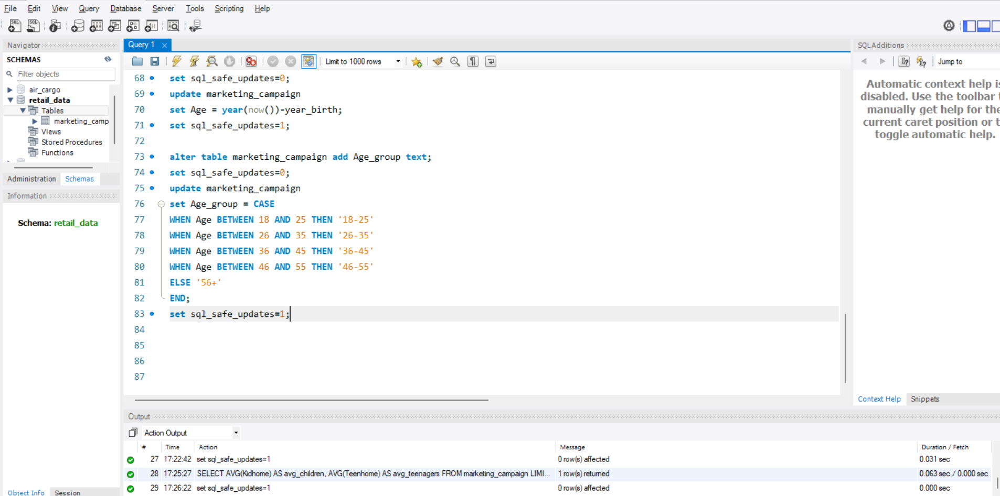 File Edit View Query Database Server Tools Scripting Help
Navigator
SCHEMAS
Filter objects
air_cargo
retail_data
Tables
marketing_camp
Views
Stored Procedures
Functions
Administration Schemas
Information
Schema: retail_data
Object Info Session
Query 1
Limit to 1000 rows
68 set sql_safe_updates=0;
69 update marketing_campaign
70 set Age = year(now())-year_birth;
71 set sql_safe_updates=1;
72
73 alter table marketing_campaign add Age_group text;
74 set sql_safe_updates=0;
75 update marketing_campaign
76 set Age_group = CASE
77 WHEN Age BETWEEN 18 AND 25 THEN '18-25'
78 WHEN Age BETWEEN 26 AND 35 THEN '26-35'
79 WHEN Age BETWEEN 36 AND 45 THEN '36-45'
80 WHEN Age BETWEEN 46 AND 55 THEN '46-55'
81 ELSE '56+'
82 END;
83 set sql_safe_updates=1;
84
85
86
87
SQLAdditions
Jump to
Automatic context help is
disabled. Use the toolbar t
manually get help for the
current caret position or t
toggle automatic help.
Context Help Snippets
Output
Action Output
# Time Action Message Duration / Fetch
27 17:22:42 set sql_safe_updates=1 0 row(s) affected 0.031 sec
28 17:25:27 SELECT AVG(Kidhome) AS avg_children, AVG(Teenhome) AS avg_teenagers FROM marketing_campaign LIMI... 1 row(s) returned 0.063 sec / 0.000 sec
29 17:26:22 set sql_safe_updates=1 0 row(s) affected 0.000 sec